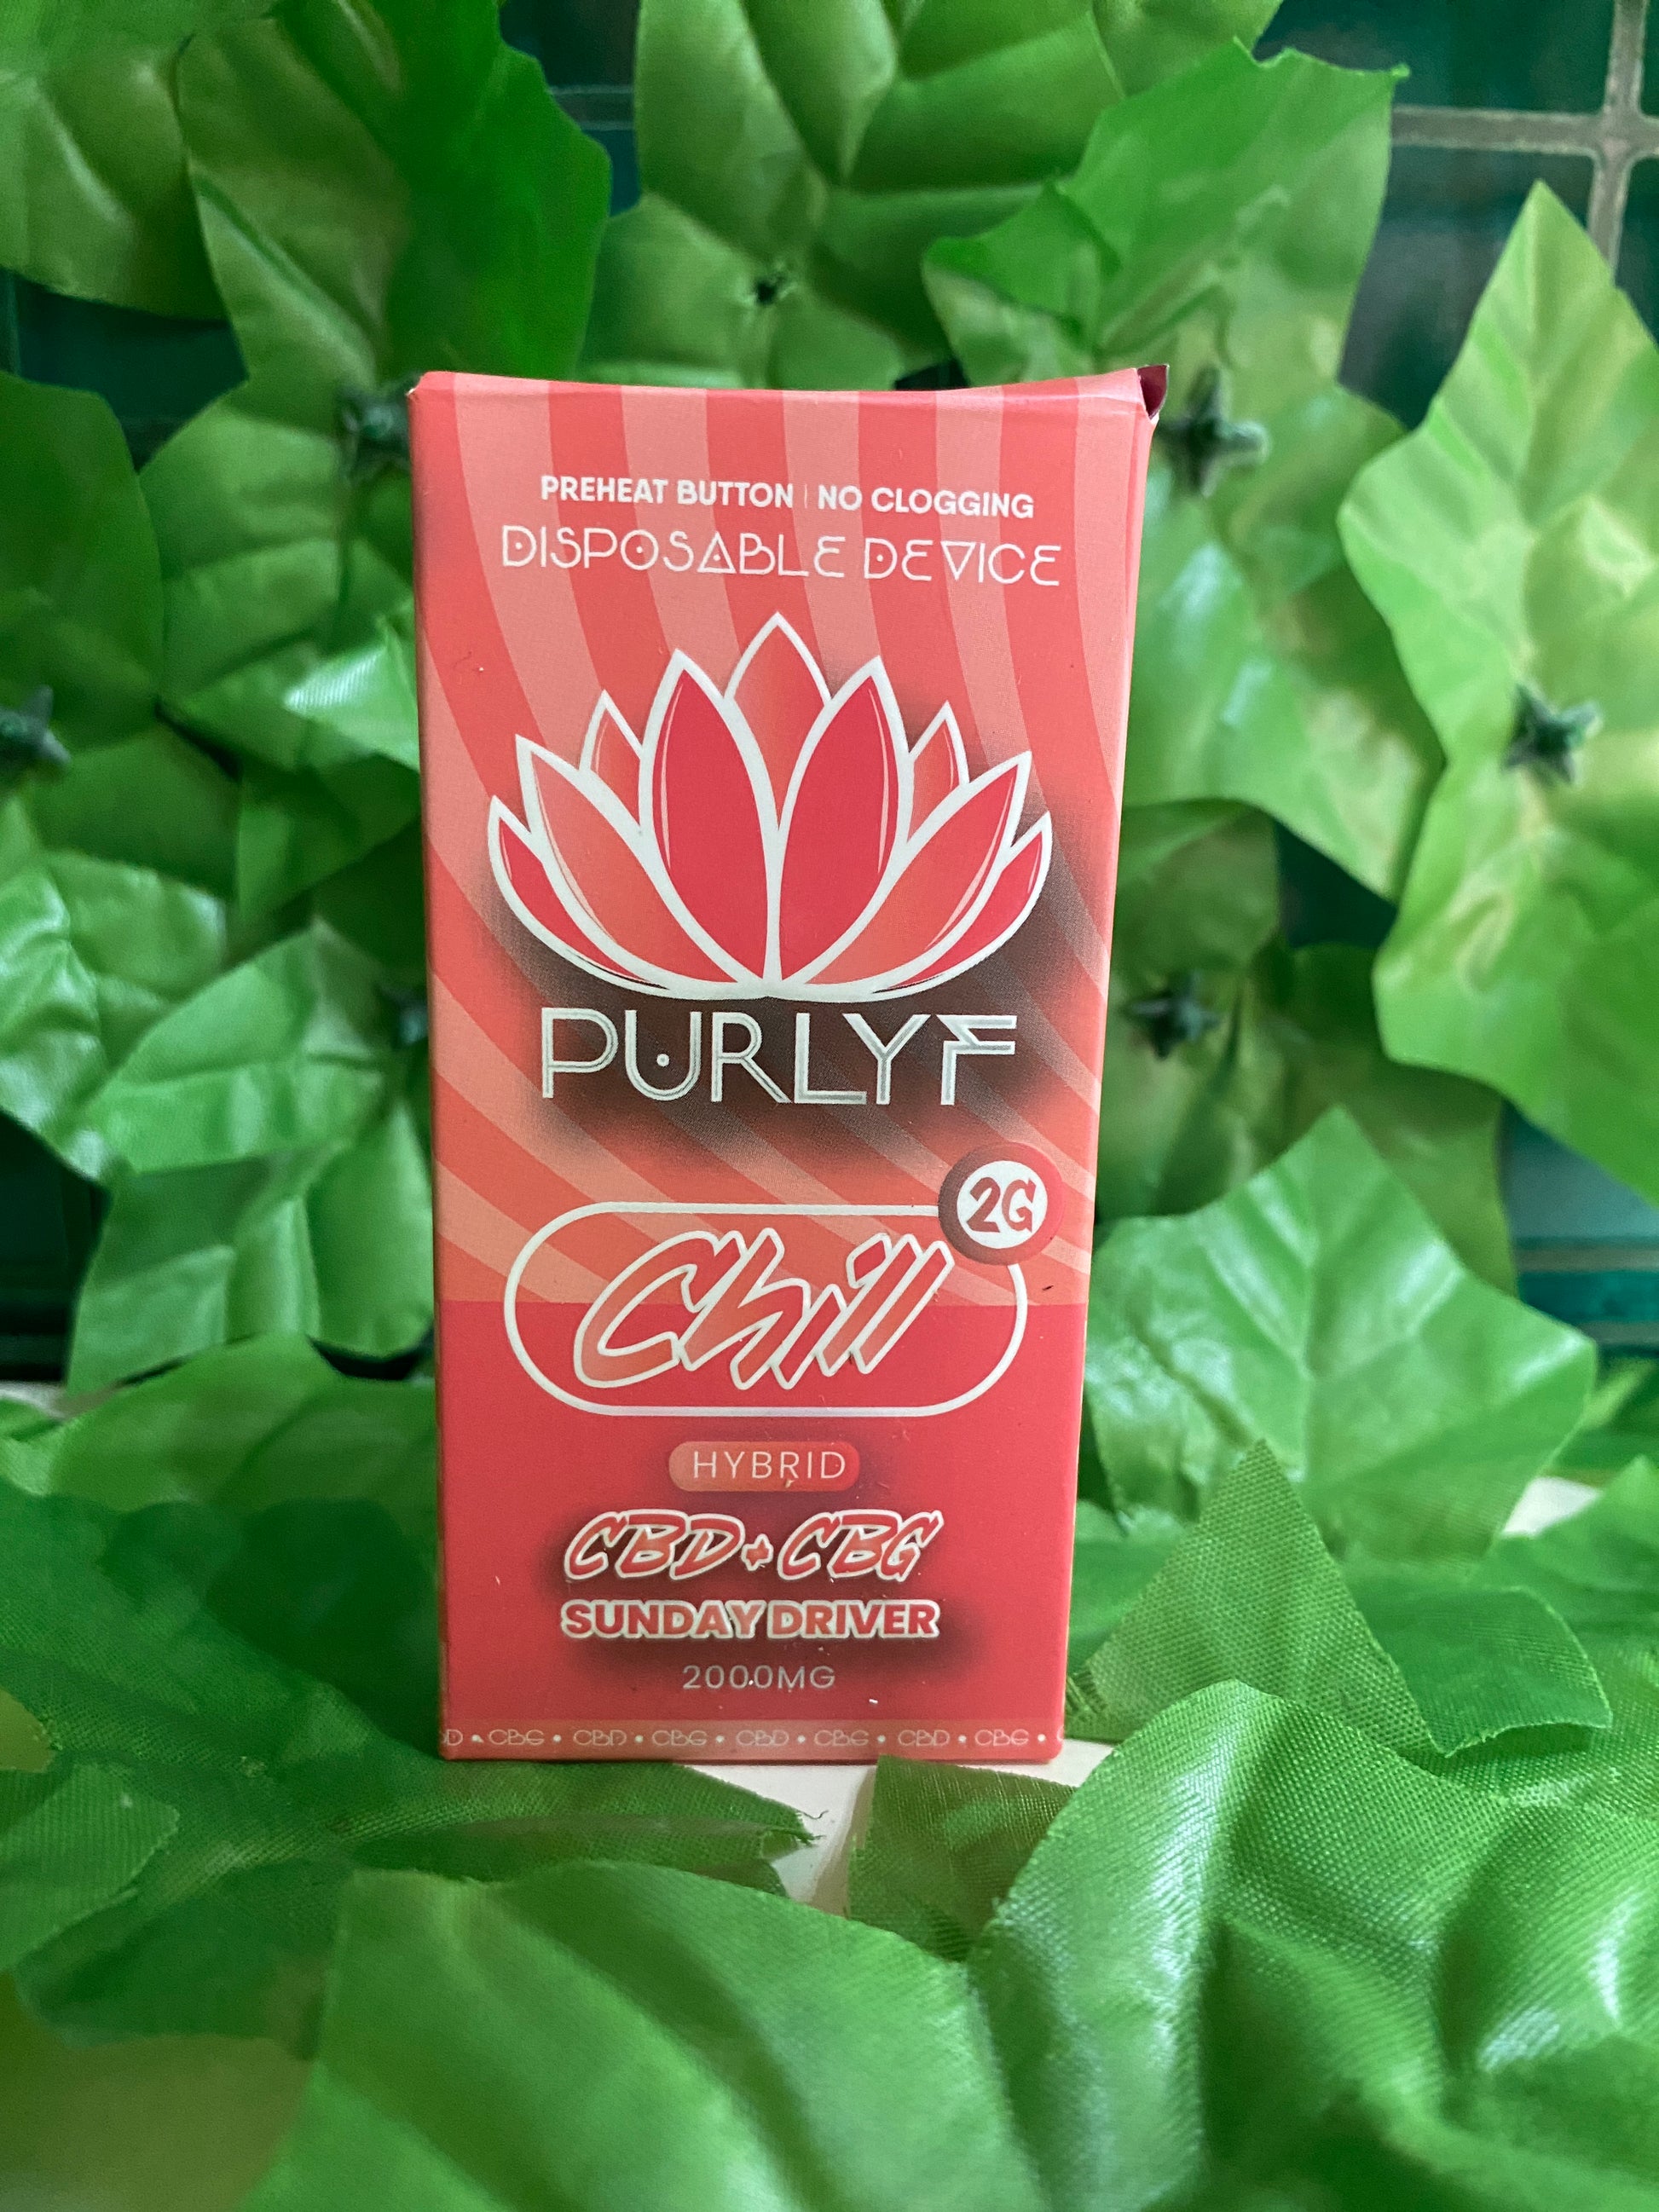 PREHEAT BUTTON | NO CLOGGING
DISPOSABLE DEVICE
PURLYF
2G
Chill
HYBRID
CBD + CBG
SUNDAY DRIVER
2000MG
D • CBG • CBD • CBG • CBD • CBG • CBD • CBG •